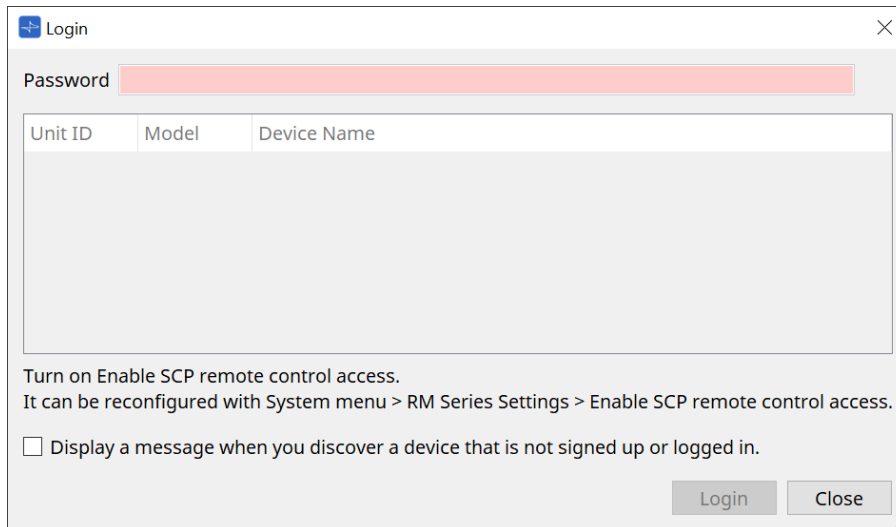 Login
Password
Unit ID Model Device Name
Turn on Enable SCP remote control access.
It can be reconfigured with System menu > RM Series Settings > Enable SCP remote control access.
Display a message when you discover a device that is not signed up or logged in.
Login Close